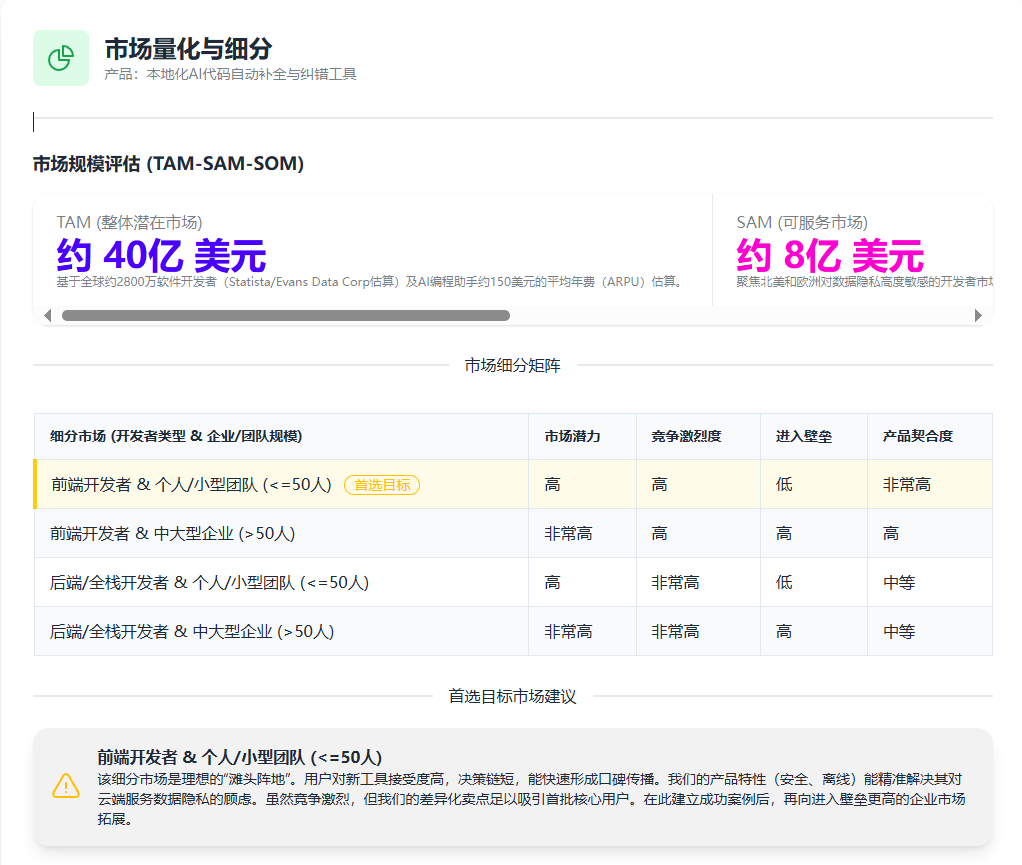 市场量化与细分
产品：本地化AI代码自动补全与纠错工具
市场规模评估 (TAM-SAM-SOM)
TAM (整体潜在市场)
约 40亿 美元
基于全球约2800万软件开发者（Statista/Evans Data Corp估算）及AI编程助手约150美元的平均年费（ARPU）估算。
SAM (可服务市场)
约 8亿 美元
聚焦北美和欧洲对数据隐私高度敏感的开发者市
市场细分矩阵
细分市场 (开发者类型 & 企业/团队规模) 市场潜力 竞争激烈度 进入壁垒 产品契合度
前端开发者 & 个人/小型团队 (<=50人) 首选目标 高 高 低 非常高
前端开发者 & 中大型企业 (>50人) 非常高 高 高 高
后端/全栈开发者 & 个人/小型团队 (<=50人) 高 非常高 低 中等
后端/全栈开发者 & 中大型企业 (>50人) 非常高 非常高 高 中等
首选目标市场建议
前端开发者 & 个人/小型团队 (<=50人)
该细分市场是理想的“滩头阵地”。用户对新工具接受度高，决策链短，能快速形成口碑传播。我们的产品特性（安全、离线）能精准解决其对
云端服务数据隐私的顾虑。虽然竞争激烈，但我们的差异化卖点足以吸引首批核心用户。在此建立成功案例后，再向进入壁垒更高的企业市场
拓展。